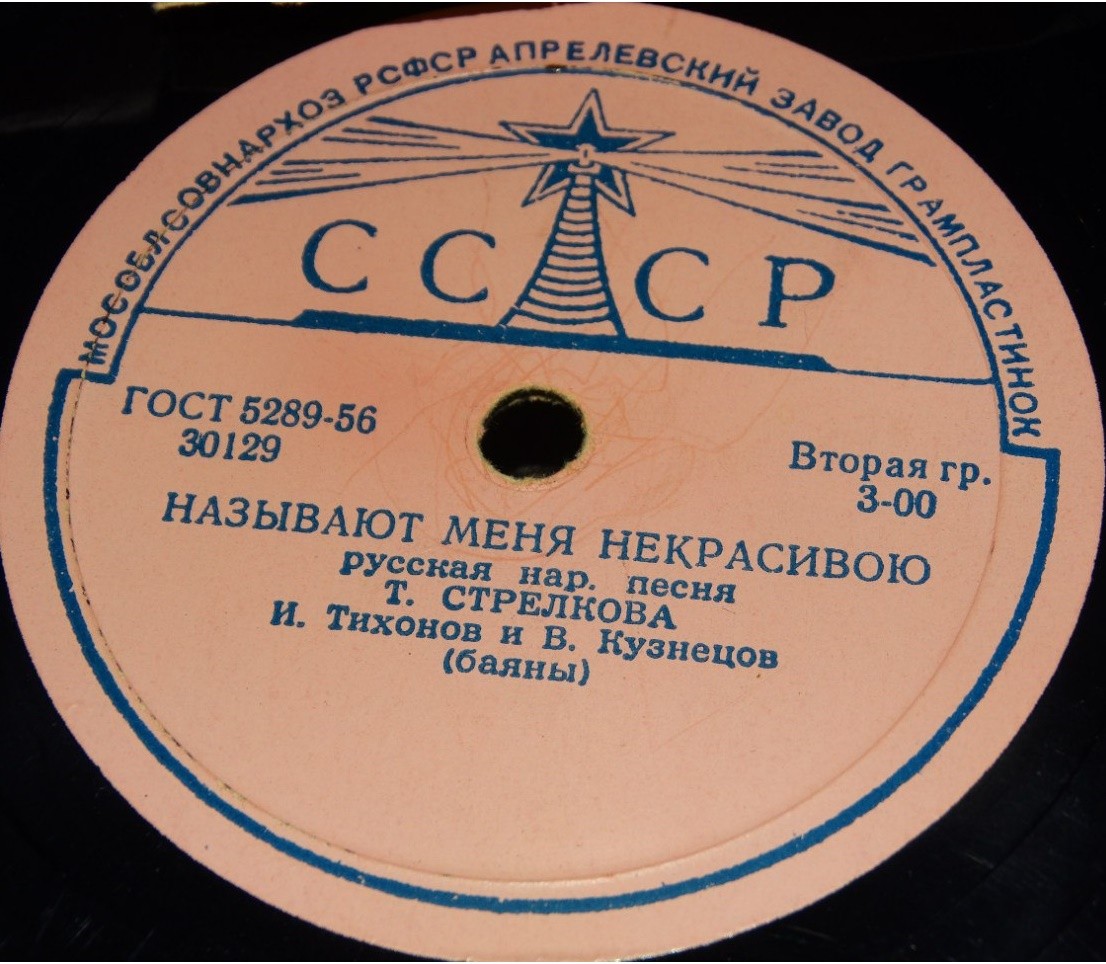 МОСОБЛСОВНАРХОЗ РСФСР АПРЕЛЕВСКИЙ ЗАВОД ГРАМПЛАСТИНОК
СССР
ГОСТ 5289-56
30129
Вторая гр.
3-00
НАЗЫВАЮТ МЕНЯ НЕКРАСИВОЮ
русская нар. песня
Т. СТРЕЛКОВА
И. Тихонов и В. Кузнецов
(баяны)